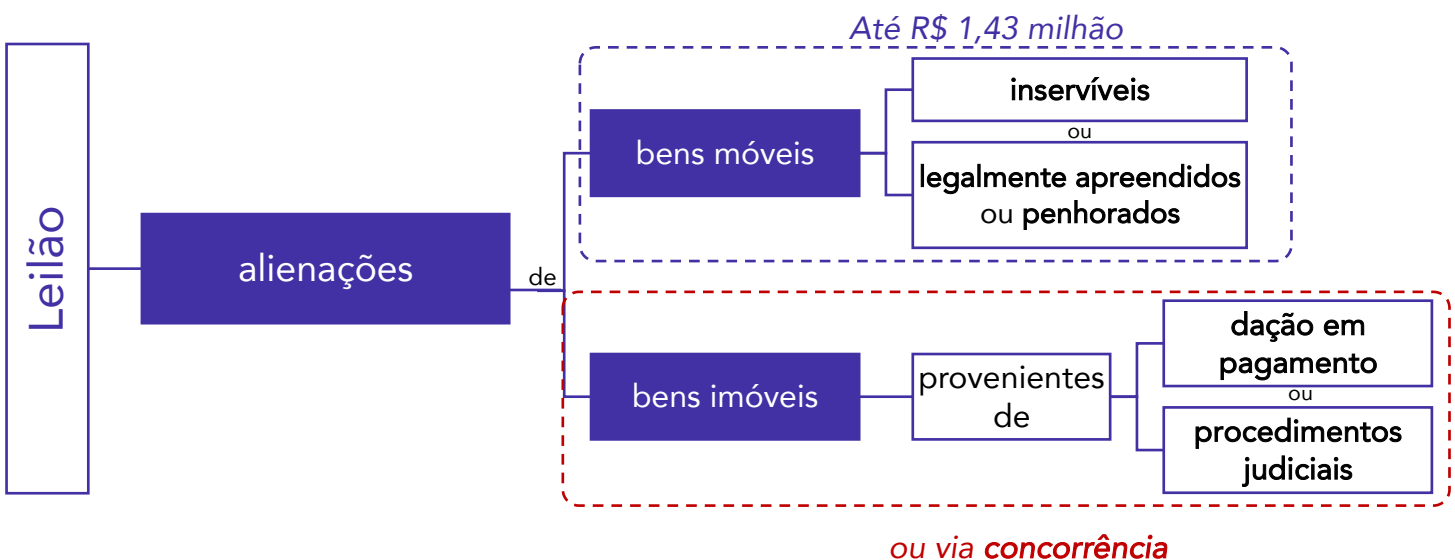 Leilão
alienações
de
Até R$ 1,43 milhão
bens móveis
inservíveis
ou
legalmente apreendidos
ou penhorados
bens imóveis
provenientes
de
dação em
pagamento
ou
procedimentos
judiciais
ou via concorrência